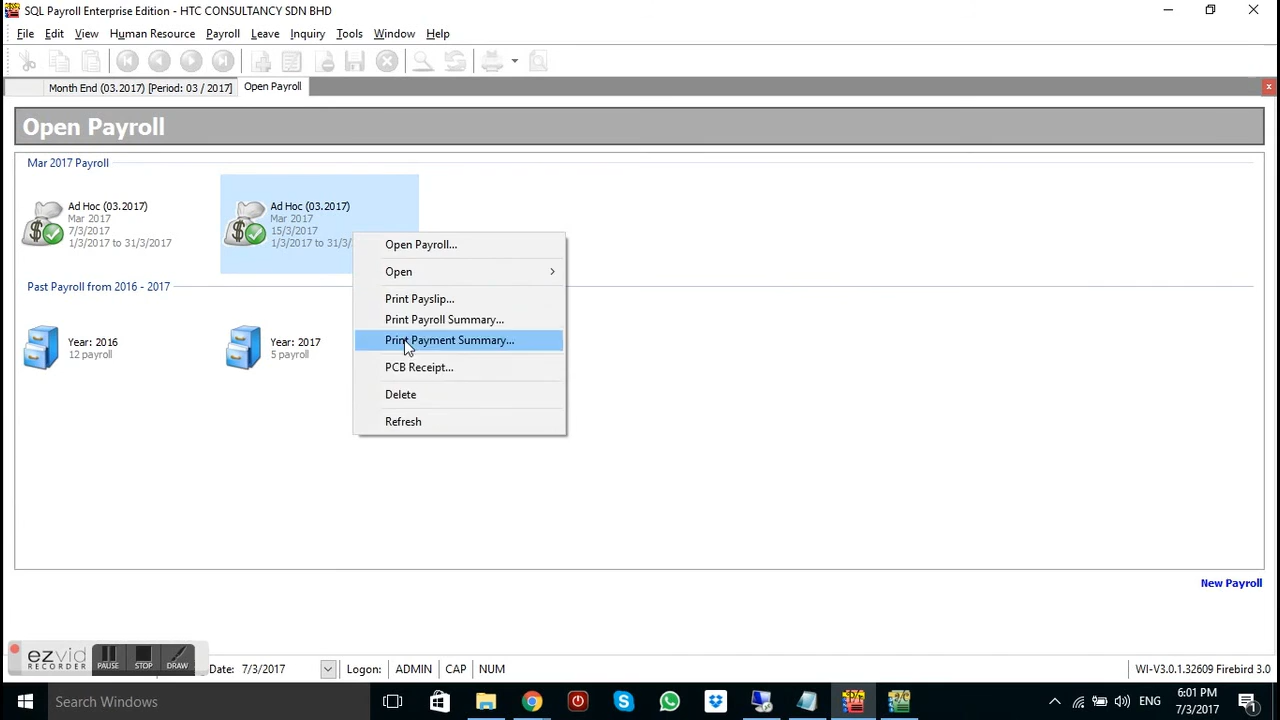 SQL Payroll Enterprise Edition - HTC CONSULTANCY SDN BHD
File Edit View Human Resource Payroll Leave Inquiry Tools Window Help
Month End (03.2017) [Period: 03 / 2017] Open Payroll
Open Payroll
Mar 2017 Payroll
Ad Hoc (03.2017)
Mar 2017
7/3/2017
1/3/2017 to 31/3/2017
Ad Hoc (03.2017)
Mar 2017
15/3/2017
1/3/2017 to 31/3/
Open Payroll...
Open
Print Payslip...
Print Payroll Summary...
Print Payment Summary...
PCB Receipt...
Delete
Refresh
Past Payroll from 2016 - 2017
Year: 2016
12 payroll
Year: 2017
5 payroll
New Payroll
ezvid
RECORDER
PAUSE STOP DRAW
Date: 7/3/2017 Logon: ADMIN CAP NUM WI-V3.0.1.32609 Firebird 3.0
Search Windows
ENG
6:01 PM
7/3/2017
1